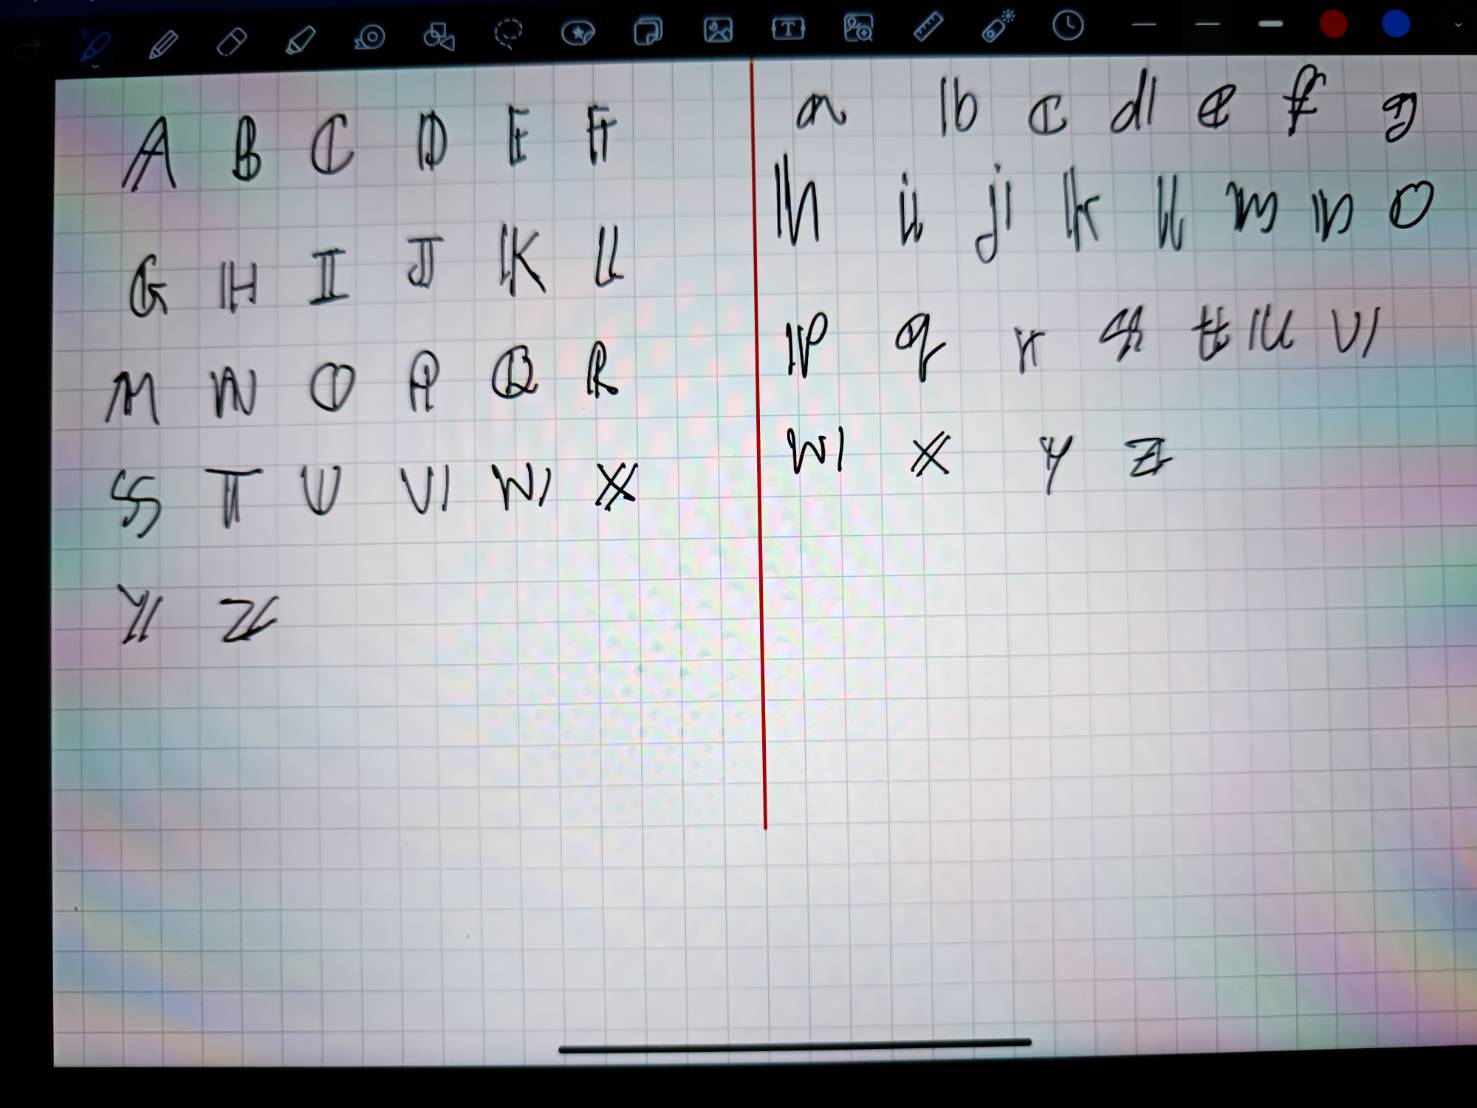 𝔸 𝔹 ℂ 𝔻 𝔼 𝔽
𝔾 ℍ 𝕀 𝕁 𝕂 𝕃
𝕄 ℕ 𝕆 ℙ ℚ ℝ
𝕊 𝕋 𝕌 𝕍 𝕎 𝕏
𝕐 ℤ
𝕒 𝕓 𝕔 𝕕 𝕖 𝕗 𝕘
𝕙 𝕚 𝕛 𝕜 𝕝 𝕞 𝕟 𝕠
𝕡 𝕢 𝕣 𝕤 𝕥 𝕦 𝕧
𝕨 𝕩 𝕪 𝕫